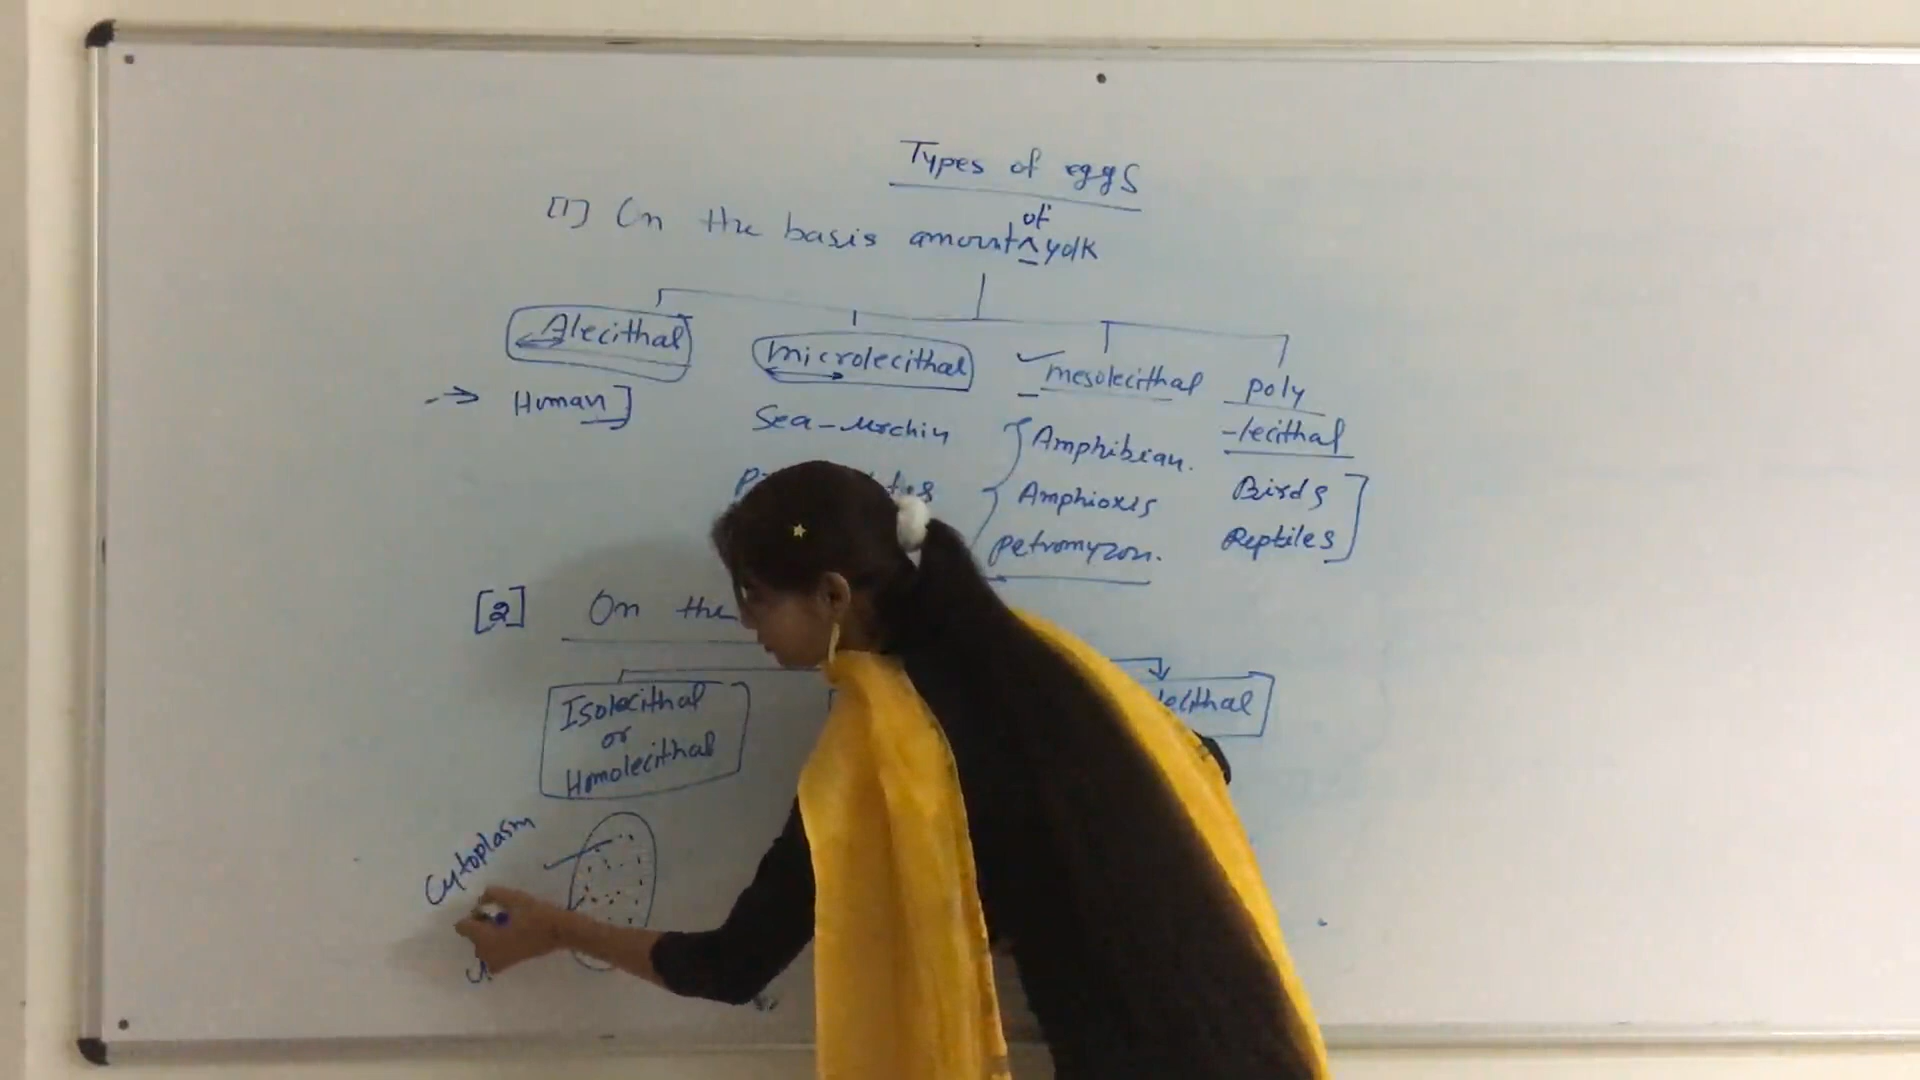 Types of eggs
[1] On the basis amount of yolk
Alecithal
microlecithal
mesolecithal
poly
-lecithal
Human
Sea-urchin
Amphibian.
Amphioxis
Petromyzon.
Birds
Reptiles
[2] On the
Isolecithal
or
Homolecithal
lecithal
Cytoplasm